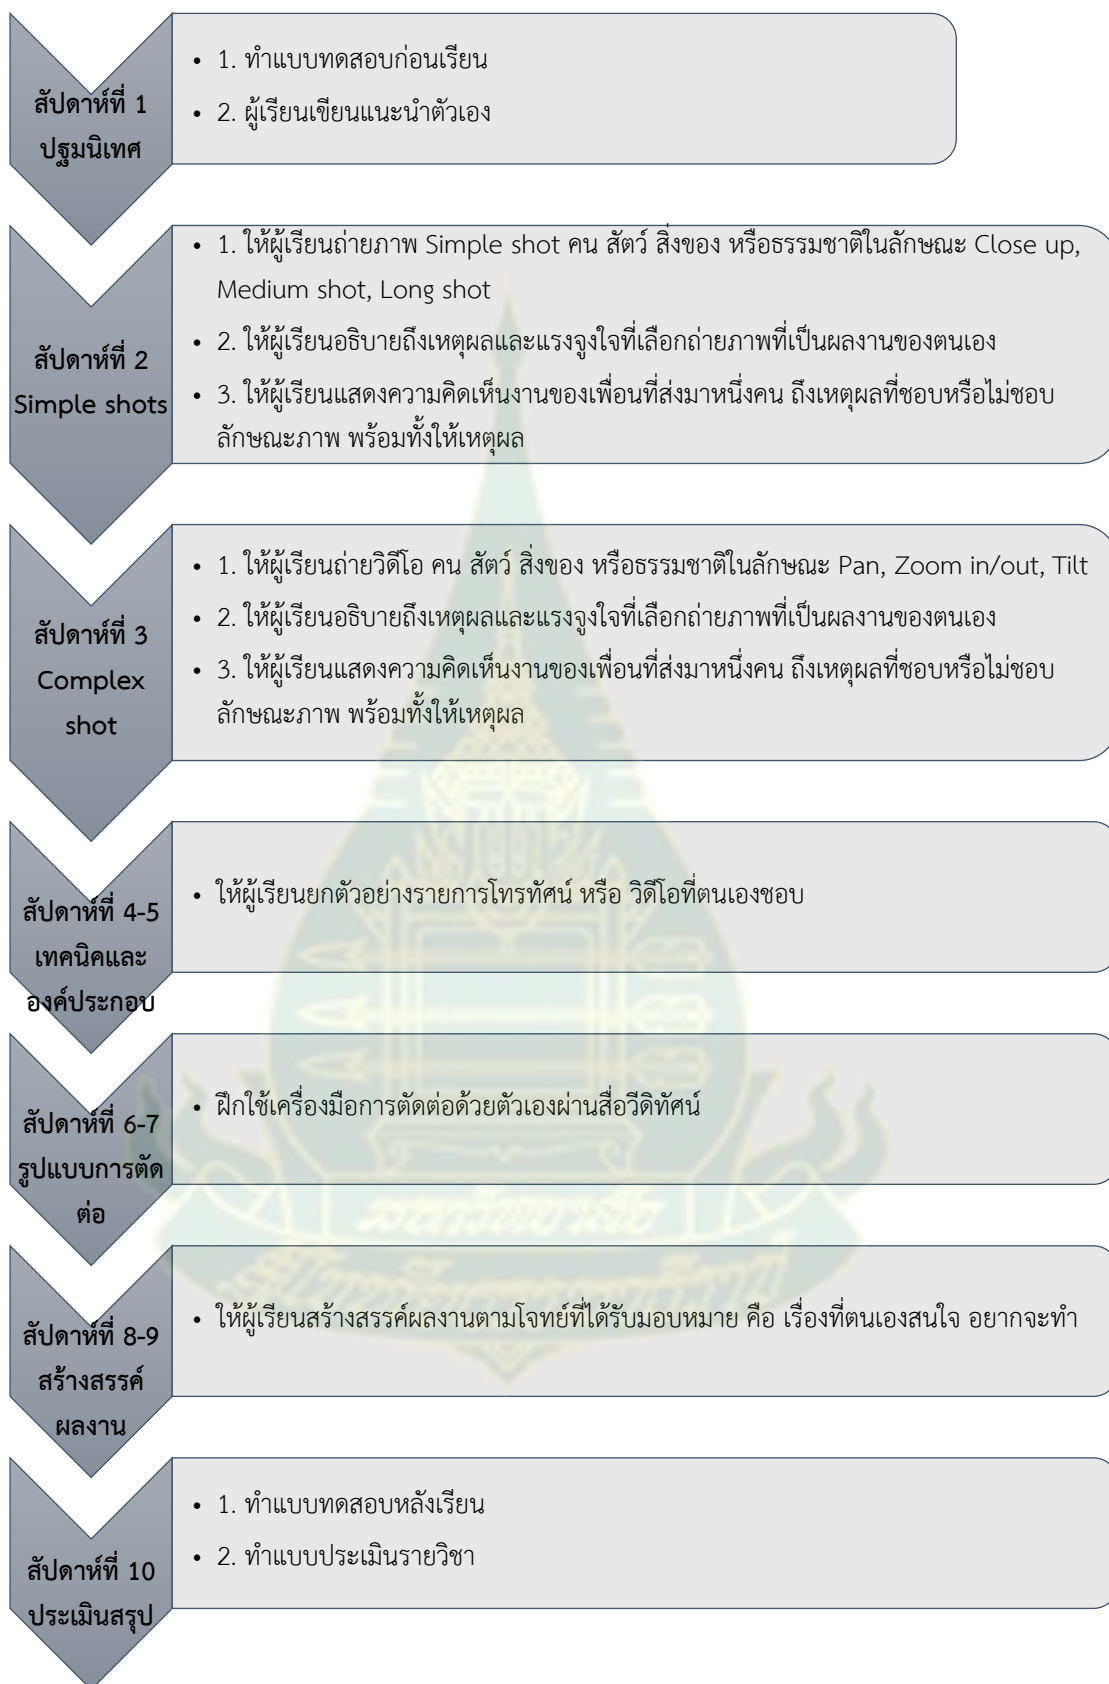 สัปดาห์ที่ 1
ปฐมนิเทศ
• 1. ทำแบบทดสอบก่อนเรียน
• 2. ผู้เรียนเขียนแนะนำตัวเอง
สัปดาห์ที่ 2
Simple shots
• 1. ให้ผู้เรียนถ่ายภาพ Simple shot คน สัตว์ สิ่งของ หรือธรรมชาติในลักษณะ Close up,
Medium shot, Long shot
• 2. ให้ผู้เรียนอธิบายถึงเหตุผลและแรงจูงใจที่เลือกถ่ายภาพที่เป็นผลงานของตนเอง
• 3. ให้ผู้เรียนแสดงความคิดเห็นงานของเพื่อนที่ส่งมาหนึ่งคน ถึงเหตุผลที่ชอบหรือไม่ชอบ
ลักษณะภาพ พร้อมทั้งให้เหตุผล
สัปดาห์ที่ 3
Complex
shot
• 1. ให้ผู้เรียนถ่ายวิดีโอ คน สัตว์ สิ่งของ หรือธรรมชาติในลักษณะ Pan, Zoom in/out, Tilt
• 2. ให้ผู้เรียนอธิบายถึงเหตุผลและแรงจูงใจที่เลือกถ่ายภาพที่เป็นผลงานของตนเอง
• 3. ให้ผู้เรียนแสดงความคิดเห็นงานของเพื่อนที่ส่งมาหนึ่งคน ถึงเหตุผลที่ชอบหรือไม่ชอบ
ลักษณะภาพ พร้อมทั้งให้เหตุผล
สัปดาห์ที่ 4-5
เทคนิคและ
องค์ประกอบ
• ให้ผู้เรียนยกตัวอย่างรายการโทรทัศน์ หรือ วิดีโอที่ตนเองชอบ
สัปดาห์ที่ 6-7
รูปแบบการตัด
ต่อ
• ฝึกใช้เครื่องมือการตัดต่อด้วยตัวเองผ่านสื่อวีดิทัศน์
สัปดาห์ที่ 8-9
สร้างสรรค์
ผลงาน
• ให้ผู้เรียนสร้างสรรค์ผลงานตามโจทย์ที่ได้รับมอบหมาย คือ เรื่องที่ตนเองสนใจ อยากจะทำ
สัปดาห์ที่ 10
ประเมินสรุป
• 1. ทำแบบทดสอบหลังเรียน
• 2. ทำแบบประเมินรายวิชา